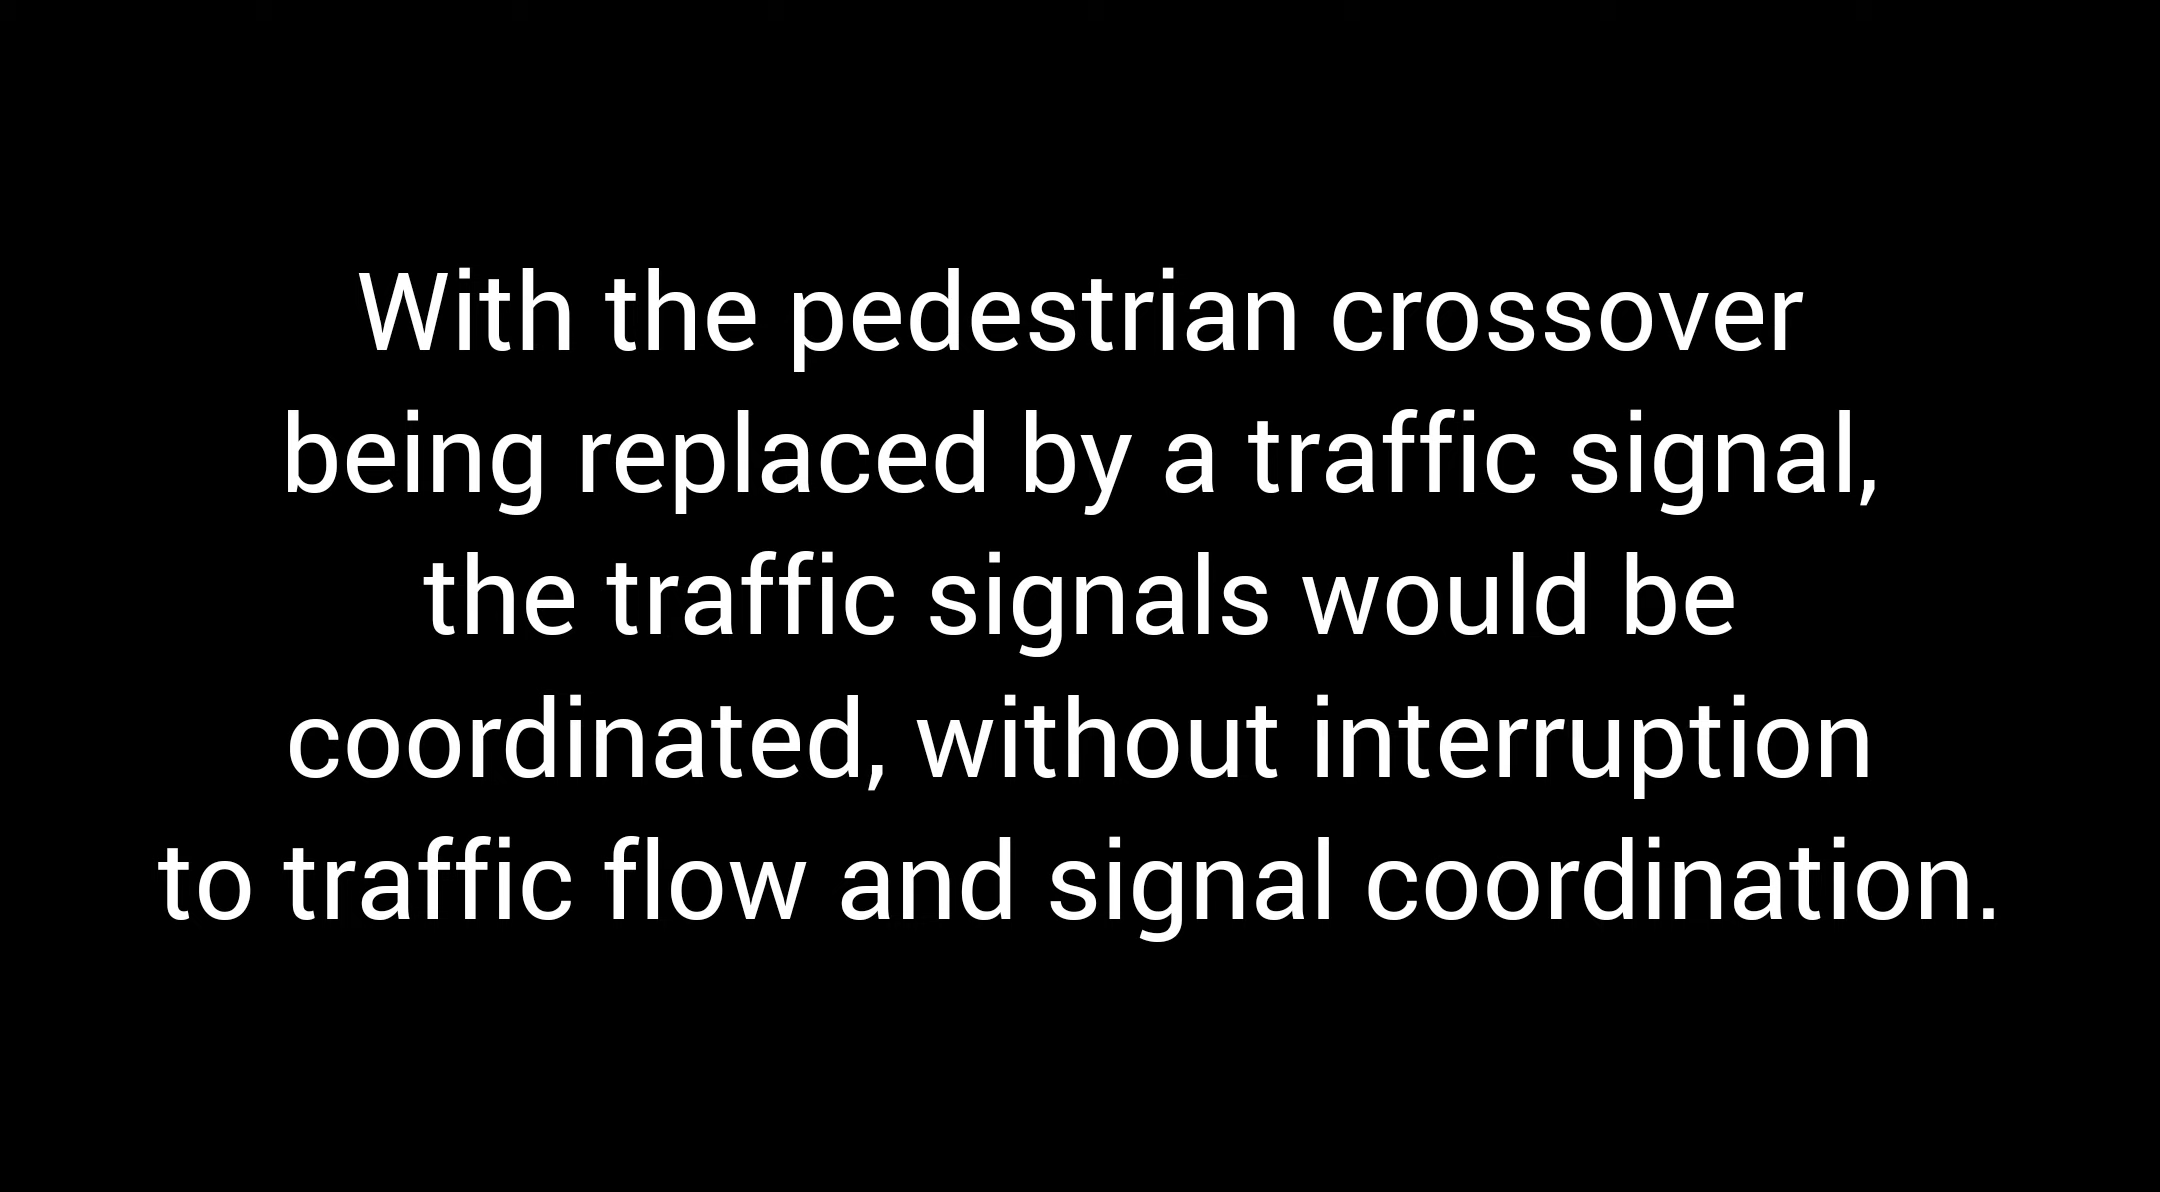 With the pedestrian crossover
being replaced by a traffic signal,
the traffic signals would be
coordinated, without interruption
to traffic flow and signal coordination.